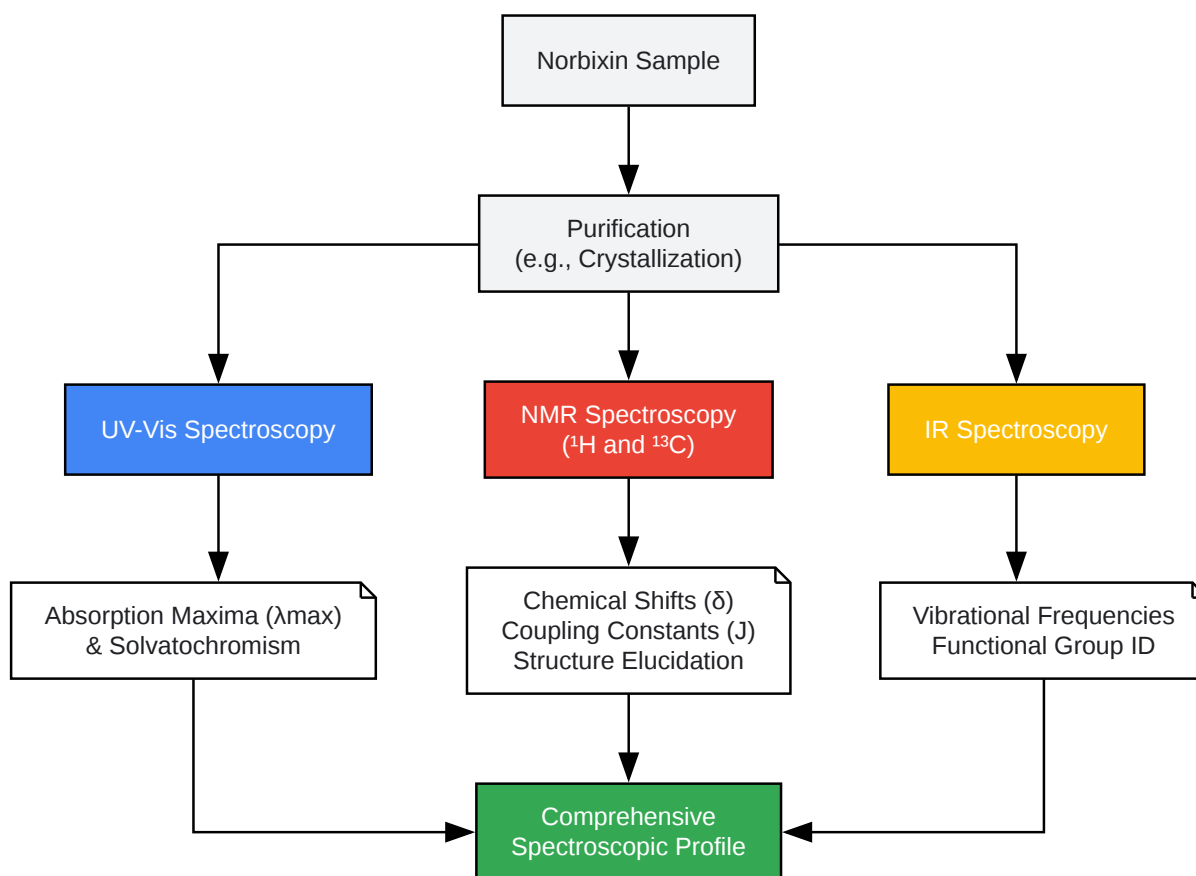 Norbixin Sample
Purification
(e.g., Crystallization)
UV-Vis Spectroscopy
NMR Spectroscopy
(¹H and ¹³C)
IR Spectroscopy
Absorption Maxima (λmax)
& Solvatochromism
Chemical Shifts (δ)
Coupling Constants (J)
Structure Elucidation
Vibrational Frequencies
Functional Group ID
Comprehensive
Spectroscopic Profile